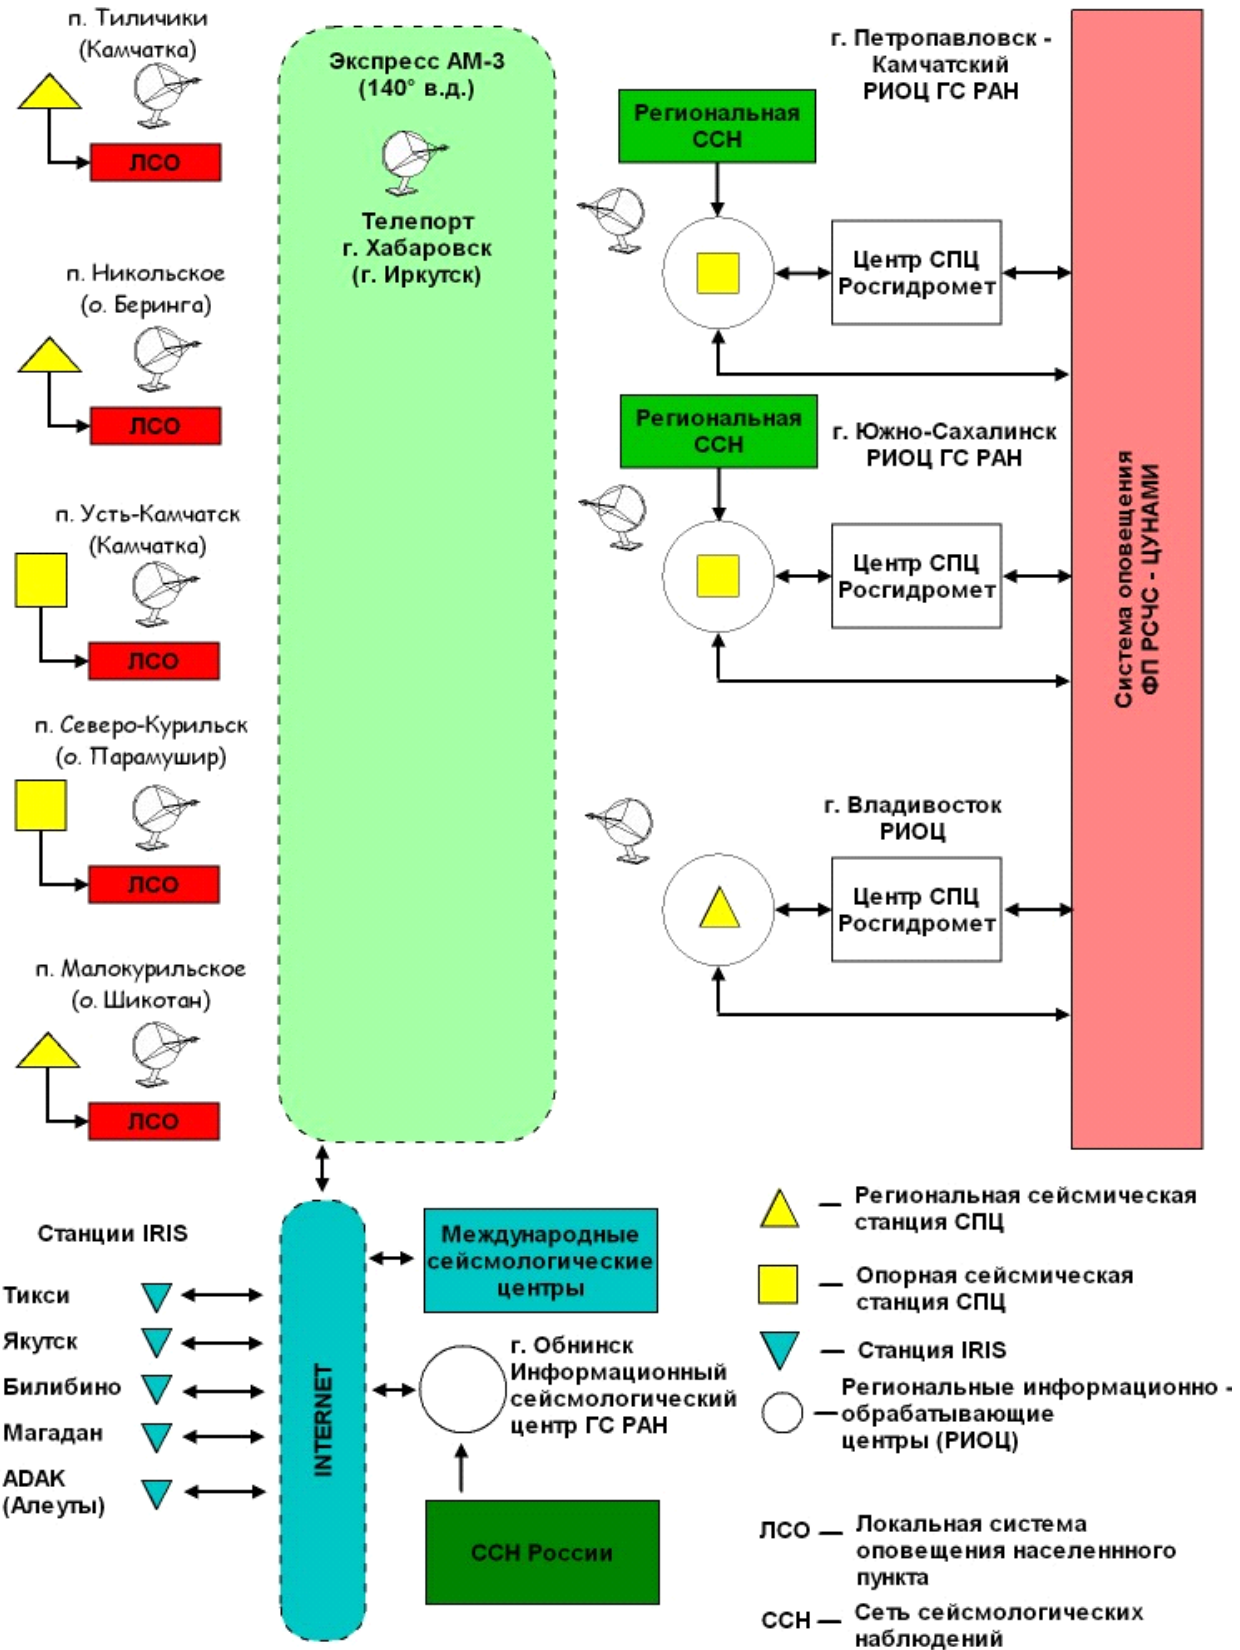 п. Тиличики
(Камчатка)
ЛСО
п. Никольское
(о. Беринга)
ЛСО
п. Усть-Камчатск
(Камчатка)
ЛСО
п. Северо-Курильск
(о. Парамушир)
ЛСО
п. Малокурильское
(о. Шикотан)
ЛСО
Экспресс АМ-3
(140° в.д.)
Телепорт
г. Хабаровск
(г. Иркутск)
г. Петропавловск -
Камчатский
РИОЦ ГС РАН
Региональная
ССН
Центр СПЦ
Росгидромет
Региональная
ССН
г. Южно-Сахалинск
РИОЦ ГС РАН
Центр СПЦ
Росгидромет
г. Владивосток
РИОЦ
Центр СПЦ
Росгидромет
Система оповещения
ФП РСЧС - ЦУНАМИ
Станции IRIS
Тикси
Якутск
Билибино
Магадан
ADAK
(Алеуты)
INTERNET
Международные
сейсмологические
центры
г. Обнинск
Информационный
сейсмологический
центр ГС РАН
ССН России
— Региональная сейсмическая
станция СПЦ
— Опорная сейсмическая
станция СПЦ
— Станция IRIS
— Региональные информационно -
обрабатывающие
центры (РИОЦ)
ЛСО — Локальная система
оповещения населеннного
пункта
ССН — Сеть сейсмологических
наблюдений